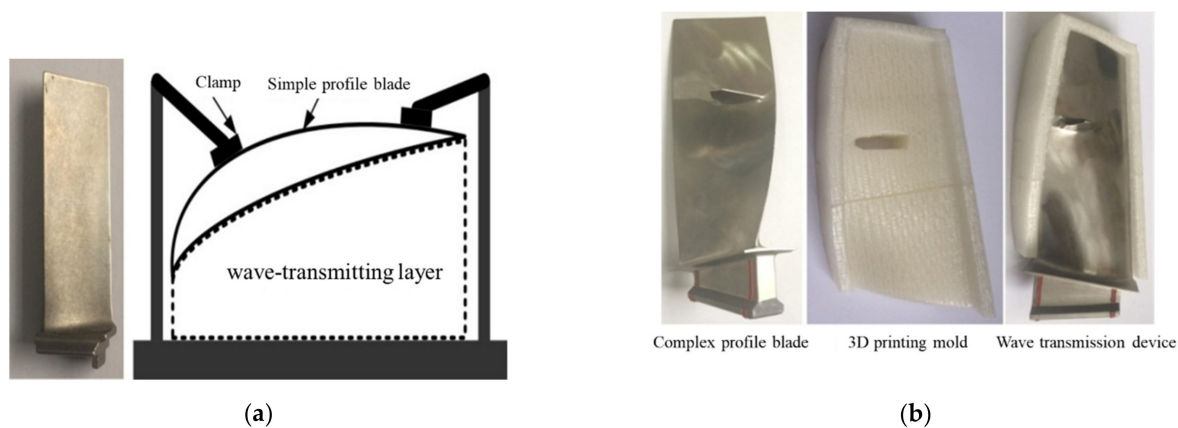 Clamp
Simple profile blade
wave-transmitting layer
Complex profile blade
3D printing mold
Wave transmission device
(a)
(b)